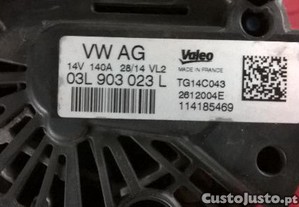 VW AG
Valeo
14V 140A 28/14 VL2
MADE IN FRANCE
03L 903 023 L
TG14C043
2612004E
114185469
CustoJusto.pt